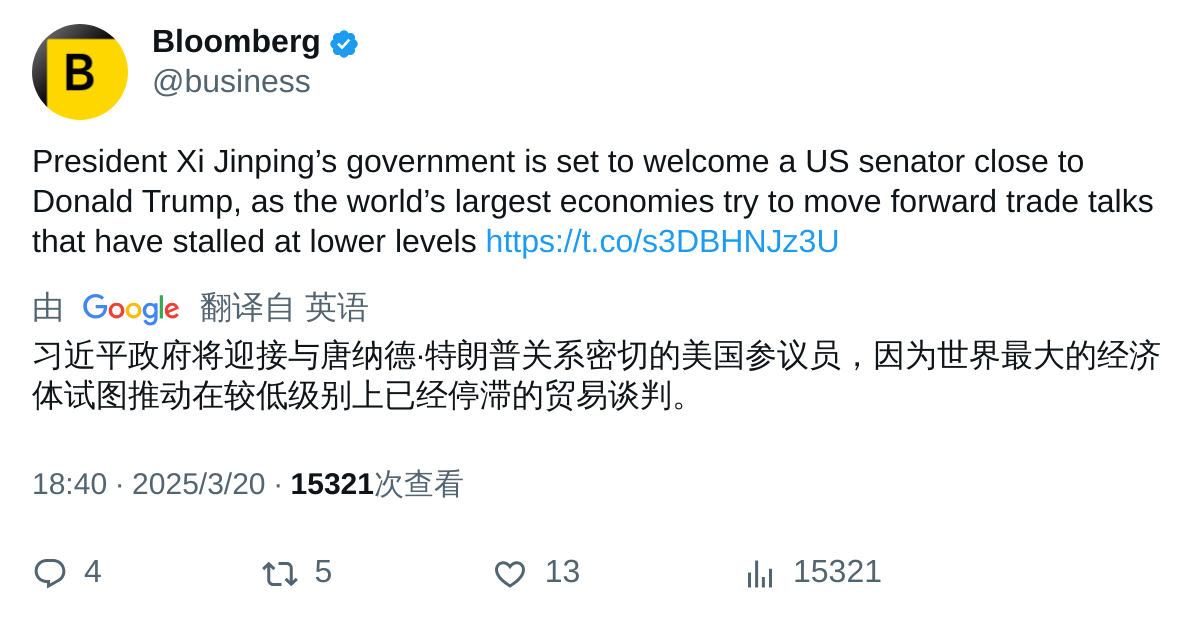 B
Bloomberg
@business
President Xi Jinping’s government is set to welcome a US senator close to
Donald Trump, as the world’s largest economies try to move forward trade talks
that have stalled at lower levels https://t.co/s3DBHNJz3U
由 Google 翻译自 英语
习近平政府将迎接与唐纳德·特朗普关系密切的美国参议员，因为世界最大的经济
体试图推动在较低级别上已经停滞的贸易谈判。
18:40 · 2025/3/20 · 15321次查看
4 5 13 15321